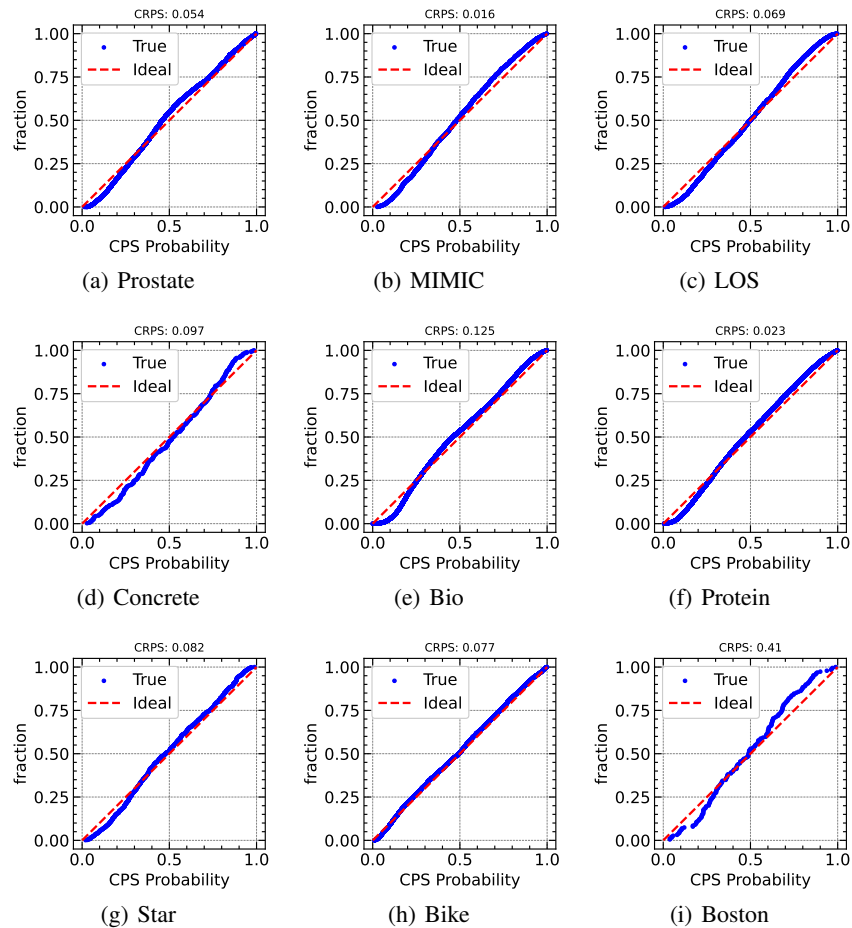 CRPS: 0.054
1.00
0.75
0.50
0.25
0.00
fraction
True
Ideal
0.0 0.5 1.0
CPS Probability
(a) Prostate
CRPS: 0.016
1.00
0.75
0.50
0.25
0.00
fraction
True
Ideal
0.0 0.5 1.0
CPS Probability
(b) MIMIC
CRPS: 0.069
1.00
0.75
0.50
0.25
0.00
fraction
True
Ideal
0.0 0.5 1.0
CPS Probability
(c) LOS
CRPS: 0.097
1.00
0.75
0.50
0.25
0.00
fraction
True
Ideal
0.0 0.5 1.0
CPS Probability
(d) Concrete
CRPS: 0.125
1.00
0.75
0.50
0.25
0.00
fraction
True
Ideal
0.0 0.5 1.0
CPS Probability
(e) Bio
CRPS: 0.023
1.00
0.75
0.50
0.25
0.00
fraction
True
Ideal
0.0 0.5 1.0
CPS Probability
(f) Protein
CRPS: 0.082
1.00
0.75
0.50
0.25
0.00
fraction
True
Ideal
0.0 0.5 1.0
CPS Probability
(g) Star
CRPS: 0.077
1.00
0.75
0.50
0.25
0.00
fraction
True
Ideal
0.0 0.5 1.0
CPS Probability
(h) Bike
CRPS: 0.41
1.00
0.75
0.50
0.25
0.00
fraction
True
Ideal
0.0 0.5 1.0
CPS Probability
(i) Boston